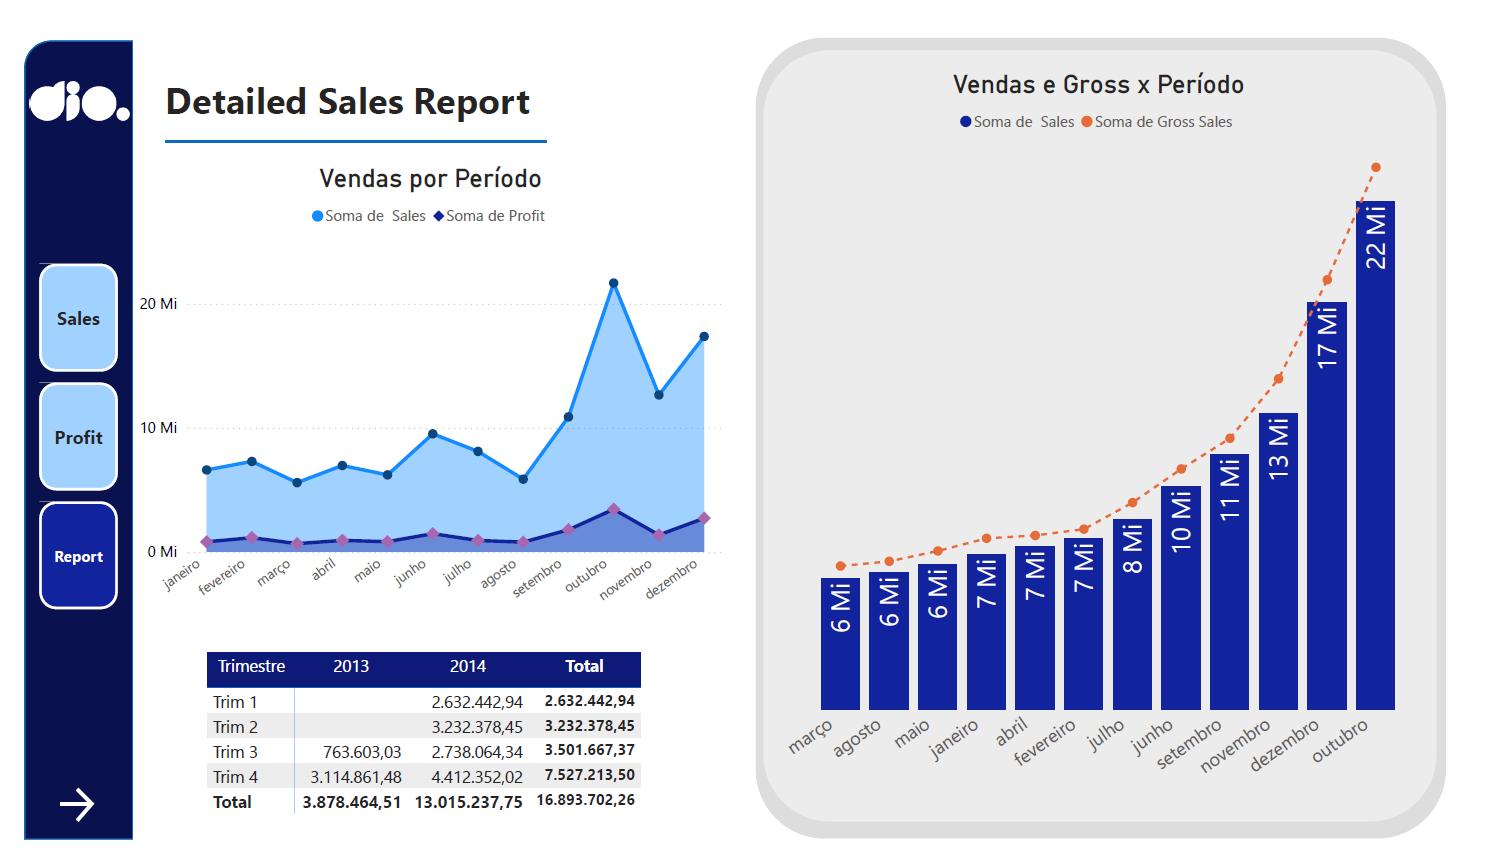 dio.
Detailed Sales Report
Sales
Profit
Report
Vendas por Período
Soma de  Sales Soma de Profit
20 Mi
10 Mi
0 Mi
janeiro fevereiro março abril maio junho julho agosto setembro outubro novembro dezembro
Trimestre 2013 2014 Total
Trim 1 2.632.442,94 2.632.442,94
Trim 2 3.232.378,45 3.232.378,45
Trim 3 763.603,03 2.738.064,34 3.501.667,37
Trim 4 3.114.861,48 4.412.352,02 7.527.213,50
Total 3.878.464,51 13.015.237,75 16.893.702,26
Vendas e Gross x Período
Soma de  Sales Soma de Gross Sales
6 Mi 6 Mi 6 Mi 7 Mi 7 Mi 7 Mi 8 Mi 10 Mi 11 Mi 13 Mi 17 Mi 22 Mi
março agosto maio janeiro abril fevereiro julho junho setembro novembro dezembro outubro